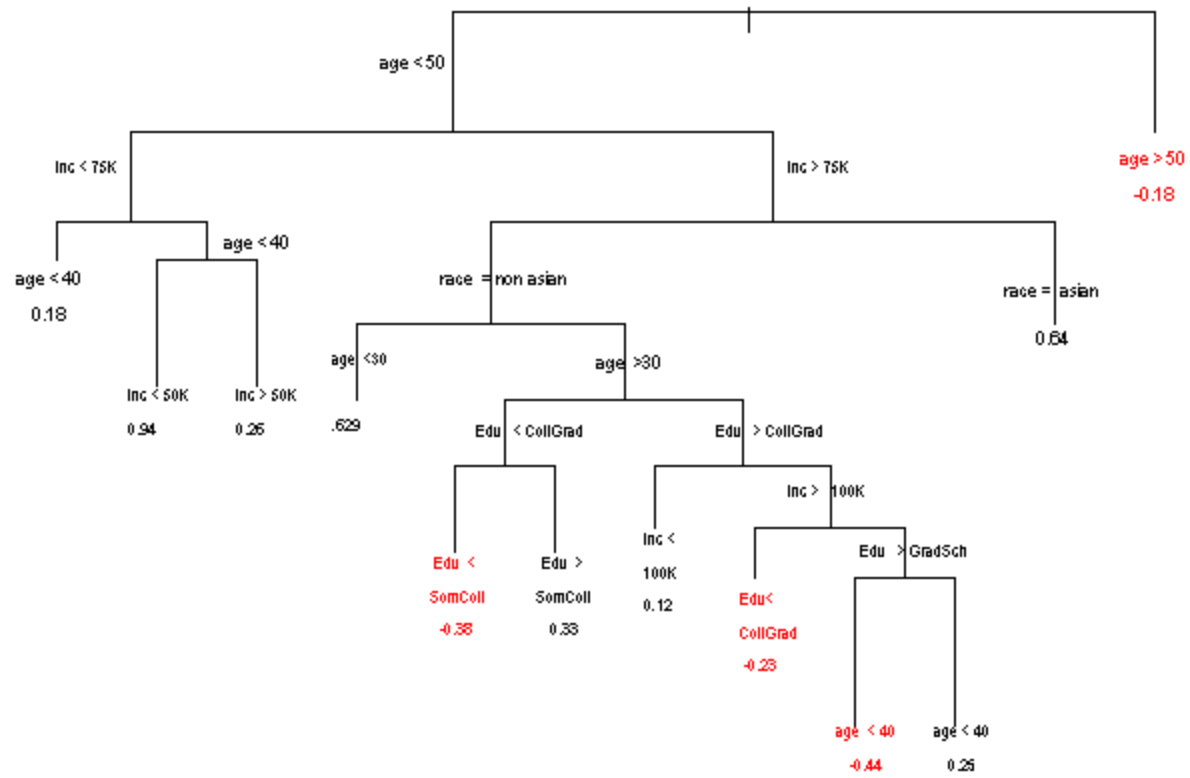 age <50
age >50
-0.18
Inc < 75K
Inc > 75K
age <40
0.18
age <40
race = non asian
race = asian
0.64
Inc < 50K
0.94
Inc > 50K
0.26
age <30
.629
age >30
Edu < CollGrad
Edu > CollGrad
Edu <
SomColl
-0.38
Edu >
SomColl
0.33
Inc <
100K
0.12
Inc > 100K
Edu<
CollGrad
-0.23
Edu >GradSch
age < 40
-0.44
age < 40
0.25